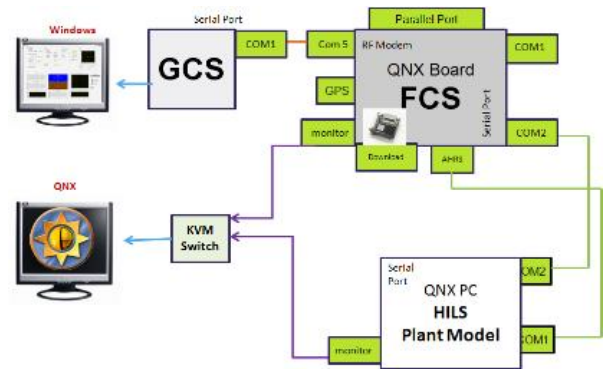 Windows
Serial Port
GCS
COM1
Com 5
Parallel Port
RF Modem
QNX Board
FCS
Serial Port
COM1
GPS
monitor
COM2
Download
AHRS
QNX
KVM
Switch
Serial
Port
QNX PC
HILS
Plant Model
COM2
COM1
monitor